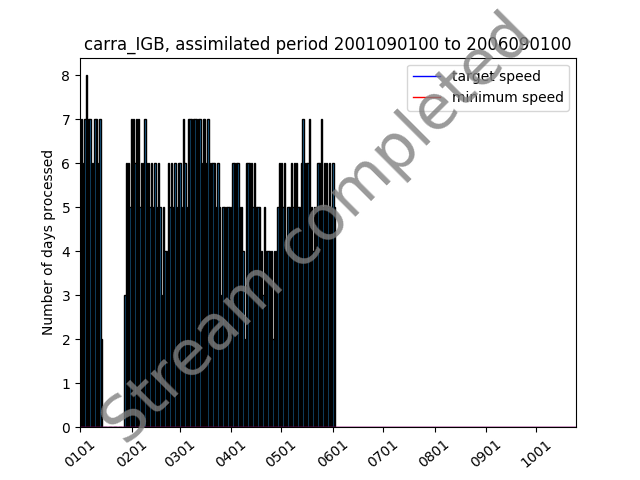 carra_IGB, assimilated period 2001090100 to 2006090100
target speed
minimum speed
Number of days processed
8
7
6
5
4
3
2
1
0
0101 0201 0301 0401 0501 0601 0701 0801 0901 1001
Stream completed